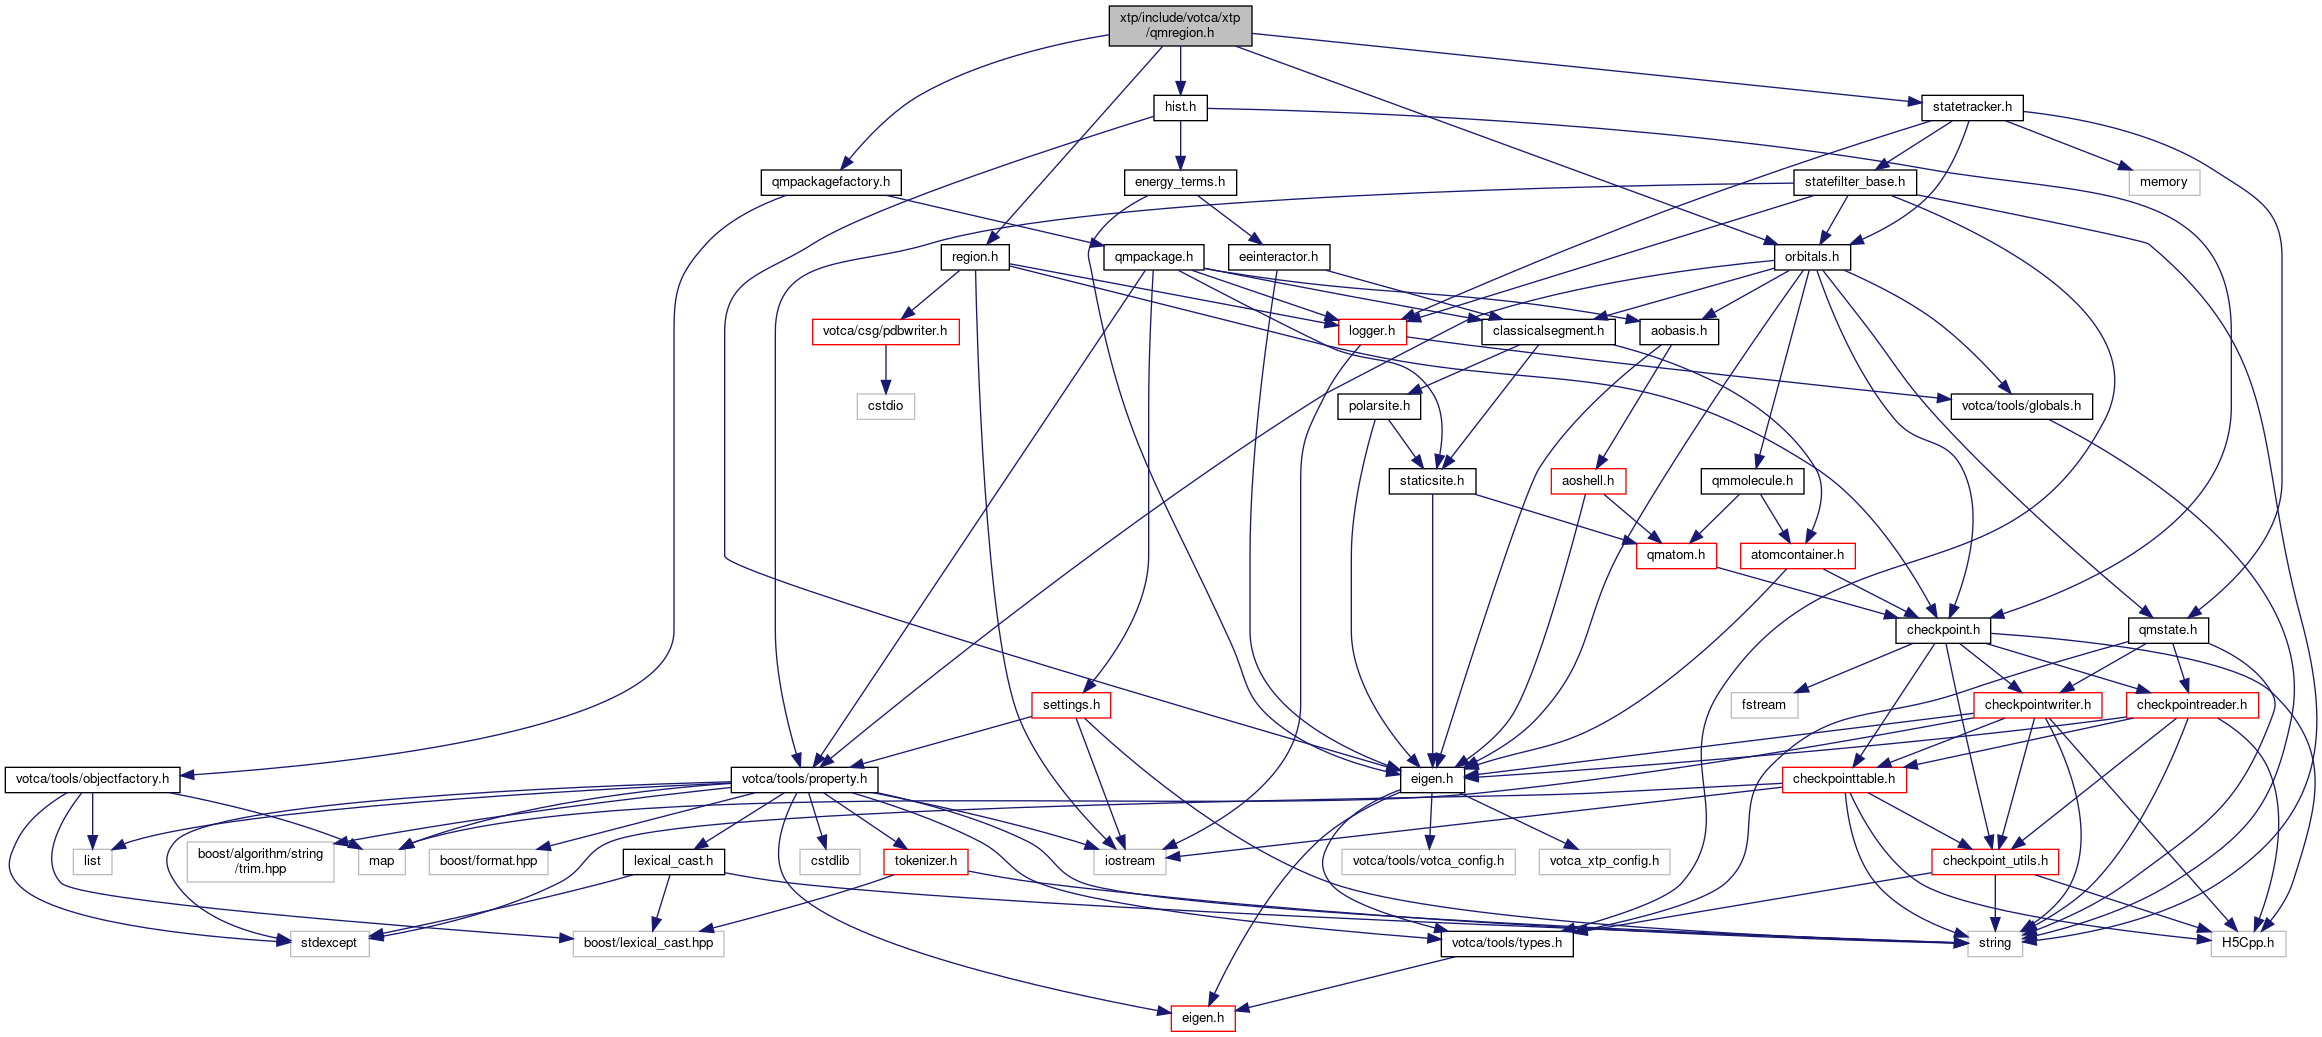 xtp/include/votca/xtp
/qmregion.h
hist.h
statetracker.h
qmpackagefactory.h
energy_terms.h
statefilter_base.h
memory
region.h
qmpackage.h
eeinteractor.h
orbitals.h
votca/csg/pdbwriter.h
logger.h
classicalsegment.h
aobasis.h
cstdio
polarsite.h
votca/tools/globals.h
staticsite.h
aoshell.h
qmmolecule.h
qmatom.h
atomcontainer.h
checkpoint.h
qmstate.h
settings.h
fstream
checkpointwriter.h
checkpointreader.h
votca/tools/objectfactory.h
votca/tools/property.h
eigen.h
checkpointtable.h
list
boost/algorithm/string
/trim.hpp
map
boost/format.hpp
lexical_cast.h
cstdlib
tokenizer.h
iostream
votca/tools/votca_config.h
votca_xtp_config.h
checkpoint_utils.h
stdexcept
boost/lexical_cast.hpp
votca/tools/types.h
string
H5Cpp.h
eigen.h